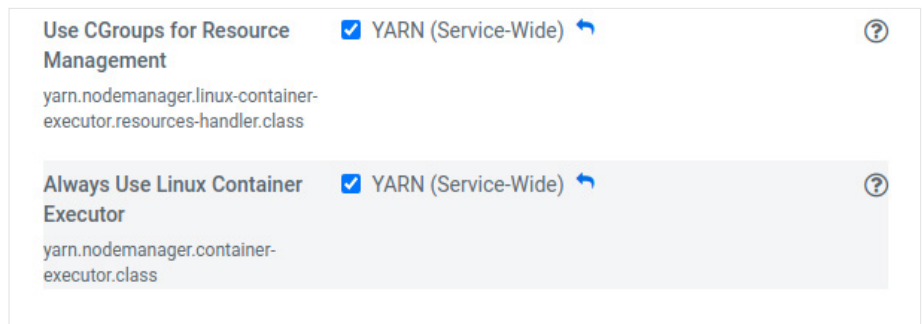 Use CGroups for Resource
Management
YARN (Service-Wide)
yarn.nodemanager.linux-container-
executor.resources-handler.class
Always Use Linux Container
Executor
YARN (Service-Wide)
yarn.nodemanager.container-
executor.class